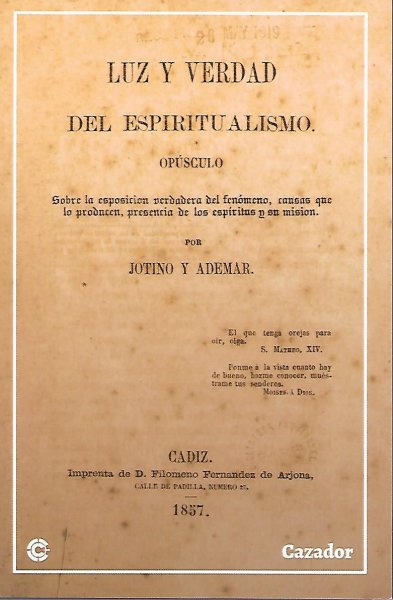 LUZ Y VERDAD
DEL ESPIRITUALISMO.
OPÚSCULO
Sobre la esposicion verdadera del fenómeno, causas que
lo producen, presencia de los espíritus y su mision.
POR
JOTINO Y ADEMAR.
El que tenga orejas para
oir, oiga.
S. MATHEO, XIV.
Ponme a la vista cuanto hay
de bueno, hazme conocer, mués-
trame tus senderos.
MOISES á DIOS.
CADIZ.
Imprenta de D. Filomeno Fernandez de Arjona,
CALLE DE PADILLA, NUMERO
1857.
Cazador